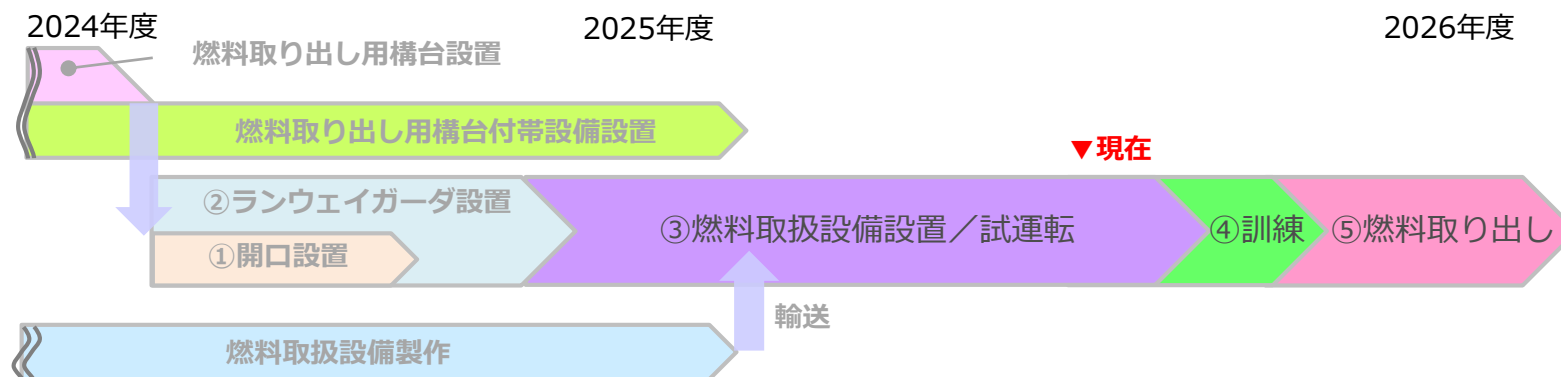 2024年度
2025年度
2026年度
燃料取り出し用構台設置
燃料取り出し用構台付帯設備設置
▼現在
②ランウェイガーダ設置
①開口設置
③燃料取扱設備設置／試運転
④訓練
⑤燃料取り出し
輸送
燃料取扱設備製作